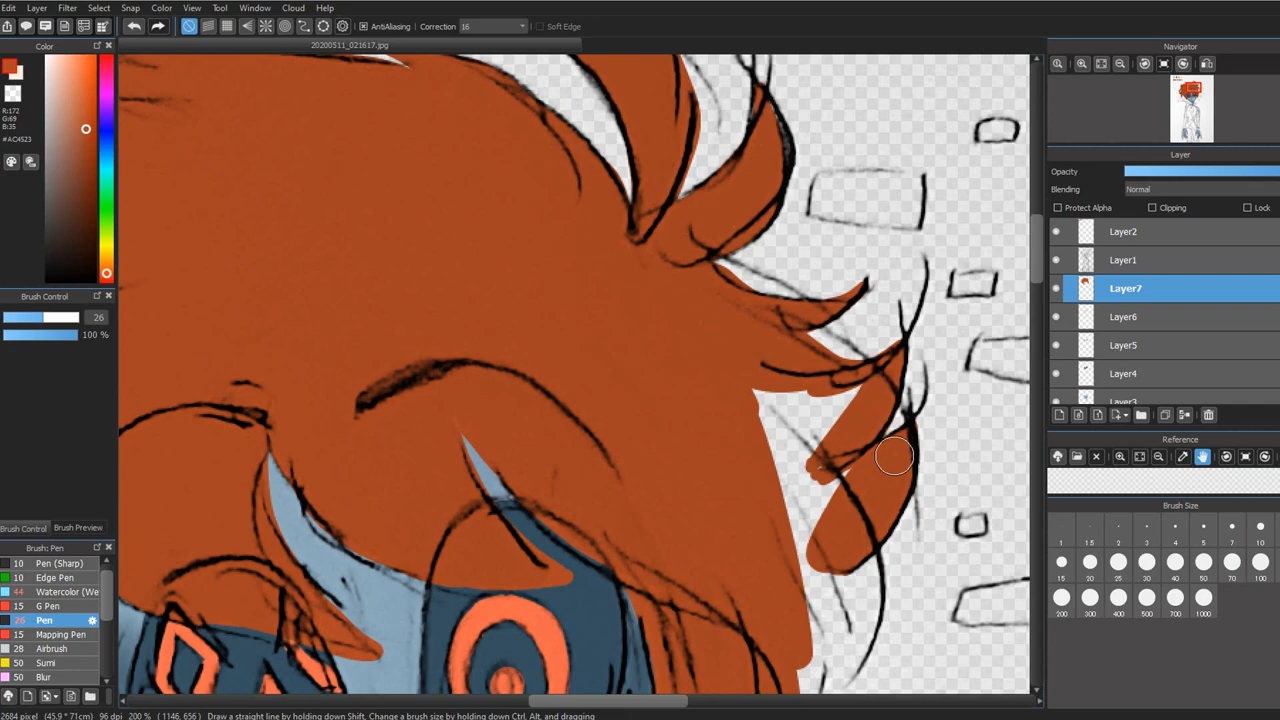 Edit Layer Filter Select Snap Color View Tool Window Cloud Help
AntiAliasing Correction 16 Soft Edge
20200511_021617.jpg
Color
R:172
G:69
B:35
#AC4523
Brush Control
26
100 %
Brush Control Brush Preview
Brush: Pen
10 Pen (Sharp)
10 Edge Pen
44 Watercolor (We
15 G Pen
26 Pen
15 Mapping Pen
28 Airbrush
50 Sumi
50 Blur
2684 pixel (45.9 * 71cm) 96 dpi 200 % ( 1146, 656 ) Draw a straight line by holding down Shift, Change a brush size by holding down Ctrl, Alt, and dragging
Navigator
Layer
Opacity
Blending Normal
Protect Alpha Clipping Lock
Layer2
Layer1
Layer7
Layer6
Layer5
Layer4
Layer3
Reference
Brush Size
1 1.5 2 3 4 5 7 10
15 20 30 40 50 70 100
200 300 400 500 700 1000